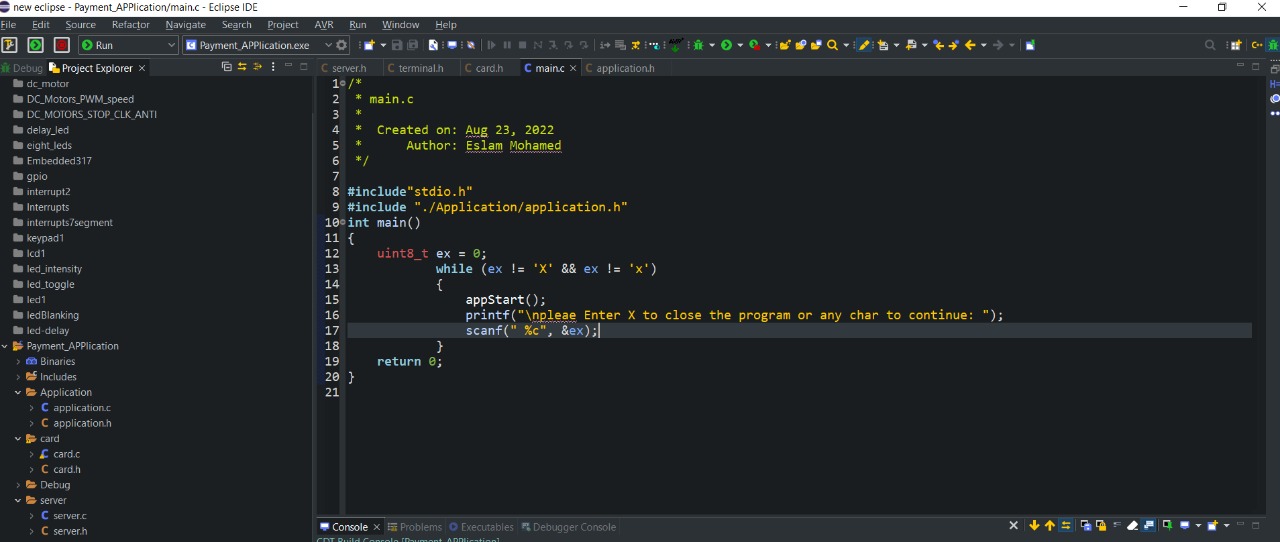 new eclipse - Payment_APPlication/main.c - Eclipse IDE
File Edit Source Refactor Navigate Search Project AVR Run Window Help
Run Payment_APPlication.exe
Debug Project Explorer server.h terminal.h card.h main.c application.h
dc_motor
DC_Motors_PWM_speed
DC_MOTORS_STOP_CLK_ANTI
delay_led
eight_leds
Embedded317
gpio
interrupt2
Interrupts
interrupts7segment
keypad1
lcd1
led_intensity
led_toggle
led1
ledBlanking
led-delay
Payment_APPlication
Binaries
Includes
Application
application.c
application.h
card
card.c
card.h
Debug
server
server.c
server.h
1 /*
2 * main.c
3 *
4 * Created on: Aug 23, 2022
5 * Author: Eslam Mohamed
6 */
7
8 #include"stdio.h"
9 #include "./Application/application.h"
10 int main()
11 {
12 uint8_t ex = 0;
13 while (ex != 'X' && ex != 'x')
14 {
15 appStart();
16 printf("\npleae Enter X to close the program or any char to continue: ");
17 scanf(" %c", &ex);
18 }
19 return 0;
20 }
21
Console Problems Executables Debugger Console
CDT Build Console [Payment_APPlication]